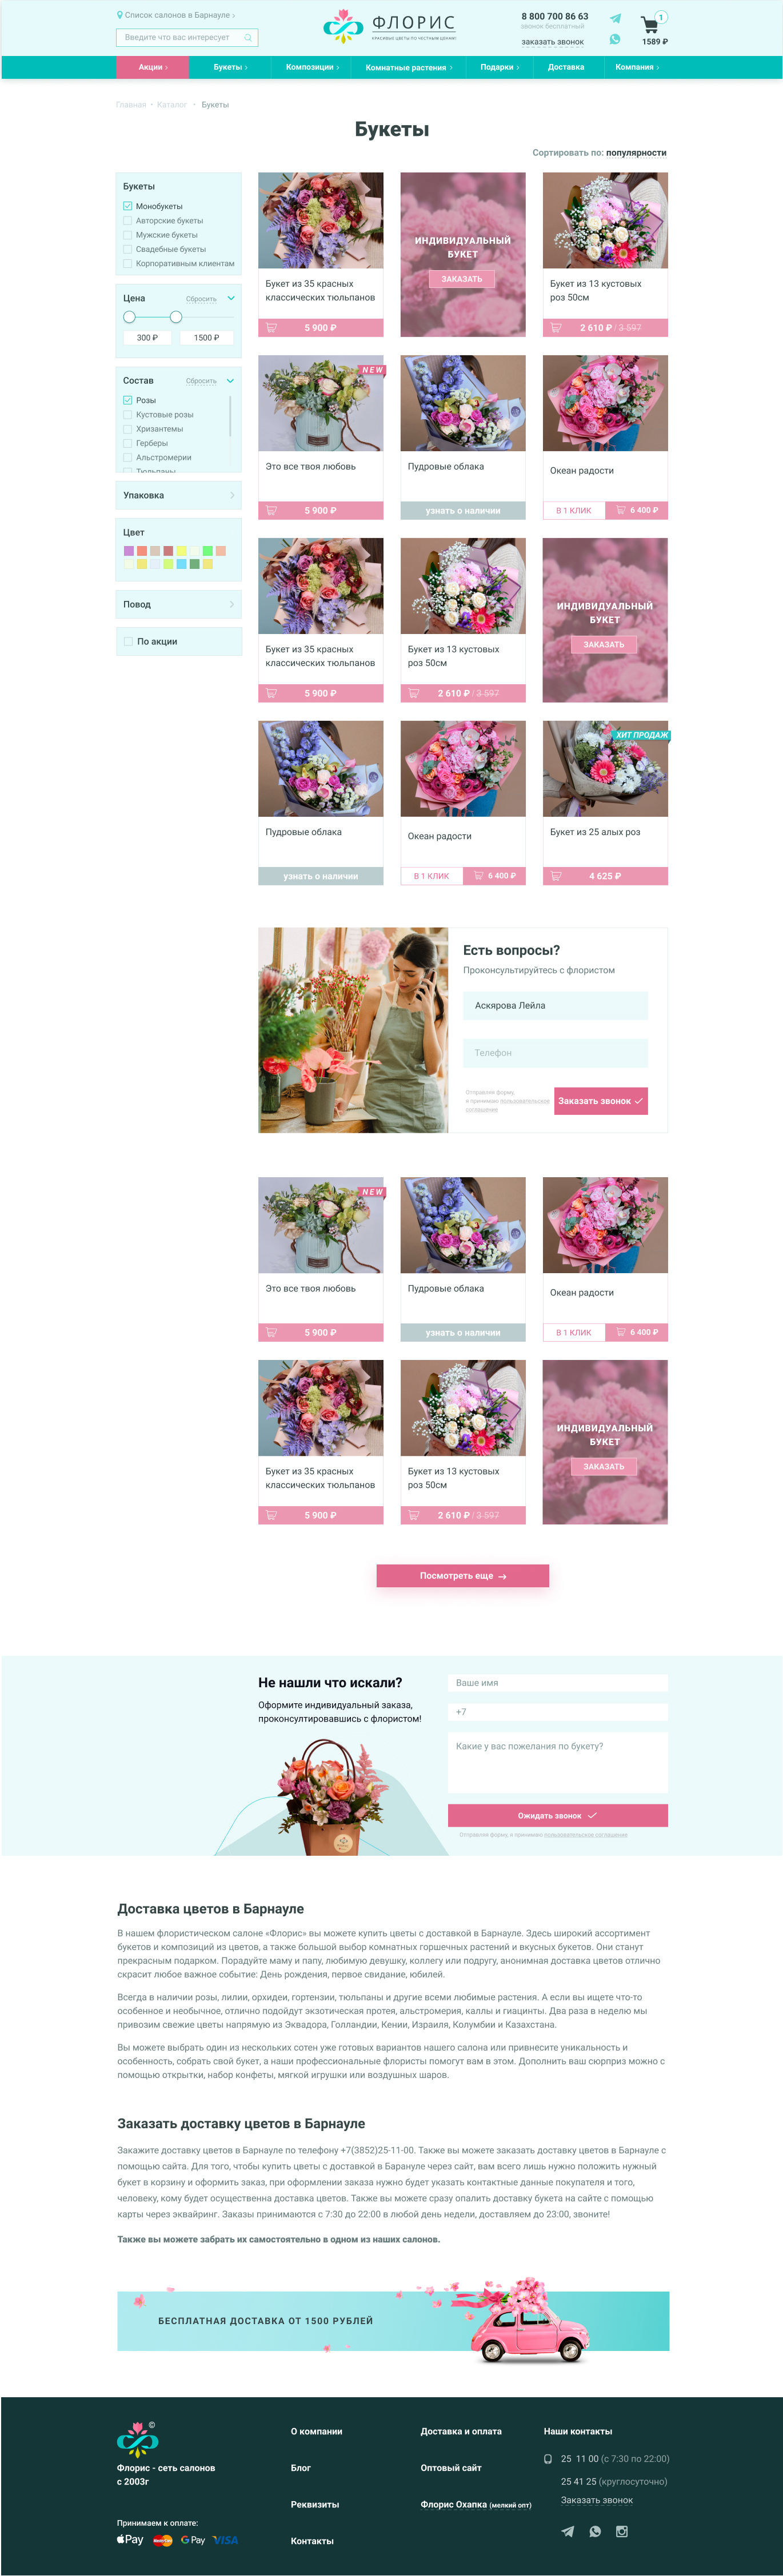 Список салонов в Барнауле
Введите что вас интересует
ФЛОРИС
КРАСИВЫЕ ЦВЕТЫ ПО ЧЕСТНЫМ ЦЕНАМ!
8 800 700 86 63
звонок бесплатный
заказать звонок
1
1589 ₽
Акции
Букеты
Композиции
Комнатные растения
Подарки
Доставка
Компания
Главная • Каталог • Букеты
Букеты
Сортировать по: популярности
Букеты
Монобукеты
Авторские букеты
Мужские букеты
Свадебные букеты
Корпоративным клиентам
Цена
Сбросить
300 ₽
1500 ₽
Состав
Сбросить
Розы
Кустовые розы
Хризантемы
Герберы
Альстромерии
Тюльпаны
Упаковка
Цвет
Повод
По акции
Букет из 35 красных
классических тюльпанов
5 900 ₽
ИНДИВИДУАЛЬНЫЙ
БУКЕТ
ЗАКАЗАТЬ
Букет из 13 кустовых
роз 50см
2 610 ₽ / 3 597
NEW
Это все твоя любовь
5 900 ₽
Пудровые облака
узнать о наличии
Океан радости
В 1 КЛИК
6 400 ₽
Букет из 35 красных
классических тюльпанов
5 900 ₽
Букет из 13 кустовых
роз 50см
2 610 ₽ / 3 597
ИНДИВИДУАЛЬНЫЙ
БУКЕТ
ЗАКАЗАТЬ
Пудровые облака
узнать о наличии
Океан радости
В 1 КЛИК
6 400 ₽
ХИТ ПРОДАЖ
Букет из 25 алых роз
4 625 ₽
Есть вопросы?
Проконсультируйтесь с флористом
Аскярова Лейла
Телефон
Отправляя форму,
я принимаю пользовательское
соглашение
Заказать звонок
NEW
Это все твоя любовь
5 900 ₽
Пудровые облака
узнать о наличии
Океан радости
В 1 КЛИК
6 400 ₽
Букет из 35 красных
классических тюльпанов
5 900 ₽
Букет из 13 кустовых
роз 50см
2 610 ₽ / 3 597
ИНДИВИДУАЛЬНЫЙ
БУКЕТ
ЗАКАЗАТЬ
Посмотреть еще
Не нашли что искали?
Оформите индивидуальный заказа,
проконсултитировавшись с флористом!
Ваше имя
+7
Какие у вас пожелания по букету?
Ожидать звонок
Отправляя форму, я принимаю пользовательское соглашение
Доставка цветов в Барнауле
В нашем флористическом салоне «Флорис» вы можете купить цветы с доставкой в Барнауле. Здесь широкий ассортимент
букетов и композиций из цветов, а также большой выбор комнатных горшечных растений и вкусных букетов. Они станут
прекрасным подарком. Порадуйте маму и папу, любимую девушку, коллегу или подругу, анонимная доставка цветов отлично
скрасит любое важное событие: День рождения, первое свидание, юбилей.
Всегда в наличии розы, лилии, орхидеи, гортензии, тюльпаны и другие всеми любимые растения. А если вы ищете что-то
особенное и необычное, отлично подойдут экзотическая протея, альстромерия, каллы и гиацинты. Два раза в неделю мы
привозим свежие цветы напрямую из Эквадора, Голландии, Кении, Израиля, Колумбии и Казахстана.
Вы можете выбрать один из нескольких сотен уже готовых вариантов нашего салона или привнесите уникальность и
особенность, собрать свой букет, а наши профессиональные флористы помогут вам в этом. Дополнить ваш сюрприз можно с
помощью открытки, набор конфеты, мягкой игрушки или воздушных шаров.
Заказать доставку цветов в Барнауле
Закажите доставку цветов в Барнауле по телефону +7(3852)25-11-00. Также вы можете заказать доставку цветов в Барнауле с
помощью сайта. Для того, чтобы купить цветы с доставкой в Баранауле через сайт, вам всего лишь нужно положить нужный
букет в корзину и оформить заказ, при оформлении заказа нужно будет указать контактные данные покупателя и того,
человеку, кому будет осущественна доставка цветов. Также вы можете сразу опалить доставку букета на сайте с помощью
карты через эквайринг. Заказы принимаются с 7:30 до 22:00 в любой день недели, доставляем до 23:00, звоните!
Также вы можете забрать их самостоятельно в одном из наших салонов.
БЕСПЛАТНАЯ ДОСТАВКА ОТ 1500 РУБЛЕЙ
©
Флорис - сеть салонов
с 2003г
Принимаем к оплате:
Pay
G Pay
VISA
О компании
Блог
Реквизиты
Контакты
Доставка и оплата
Оптовый сайт
Флорис Охапка (мелкий опт)
Наши контакты
25 11 00 (с 7:30 по 22:00)
25 41 25 (круглосуточно)
Заказать звонок